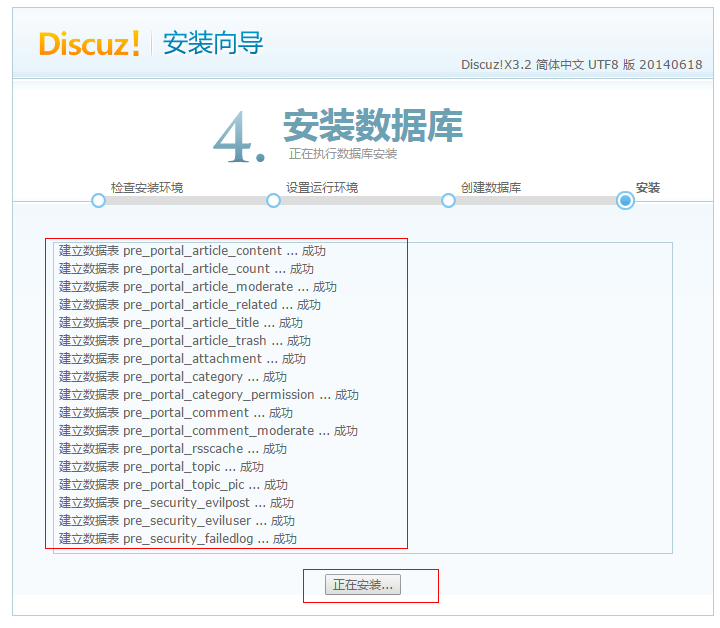 Discuz! 安装向导
Discuz!X3.2 简体中文 UTF8 版 20140618
4. 安装数据库
正在执行数据库安装
检查安装环境 设置运行环境 创建数据库 安装
建立数据表 pre_portal_article_content ... 成功
建立数据表 pre_portal_article_count ... 成功
建立数据表 pre_portal_article_moderate ... 成功
建立数据表 pre_portal_article_related ... 成功
建立数据表 pre_portal_article_title ... 成功
建立数据表 pre_portal_article_trash ... 成功
建立数据表 pre_portal_attachment ... 成功
建立数据表 pre_portal_category ... 成功
建立数据表 pre_portal_category_permission ... 成功
建立数据表 pre_portal_comment ... 成功
建立数据表 pre_portal_comment_moderate ... 成功
建立数据表 pre_portal_rsscache ... 成功
建立数据表 pre_portal_topic ... 成功
建立数据表 pre_portal_topic_pic ... 成功
建立数据表 pre_security_evilpost ... 成功
建立数据表 pre_security_eviluser ... 成功
建立数据表 pre_security_failedlog ... 成功
正在安装...